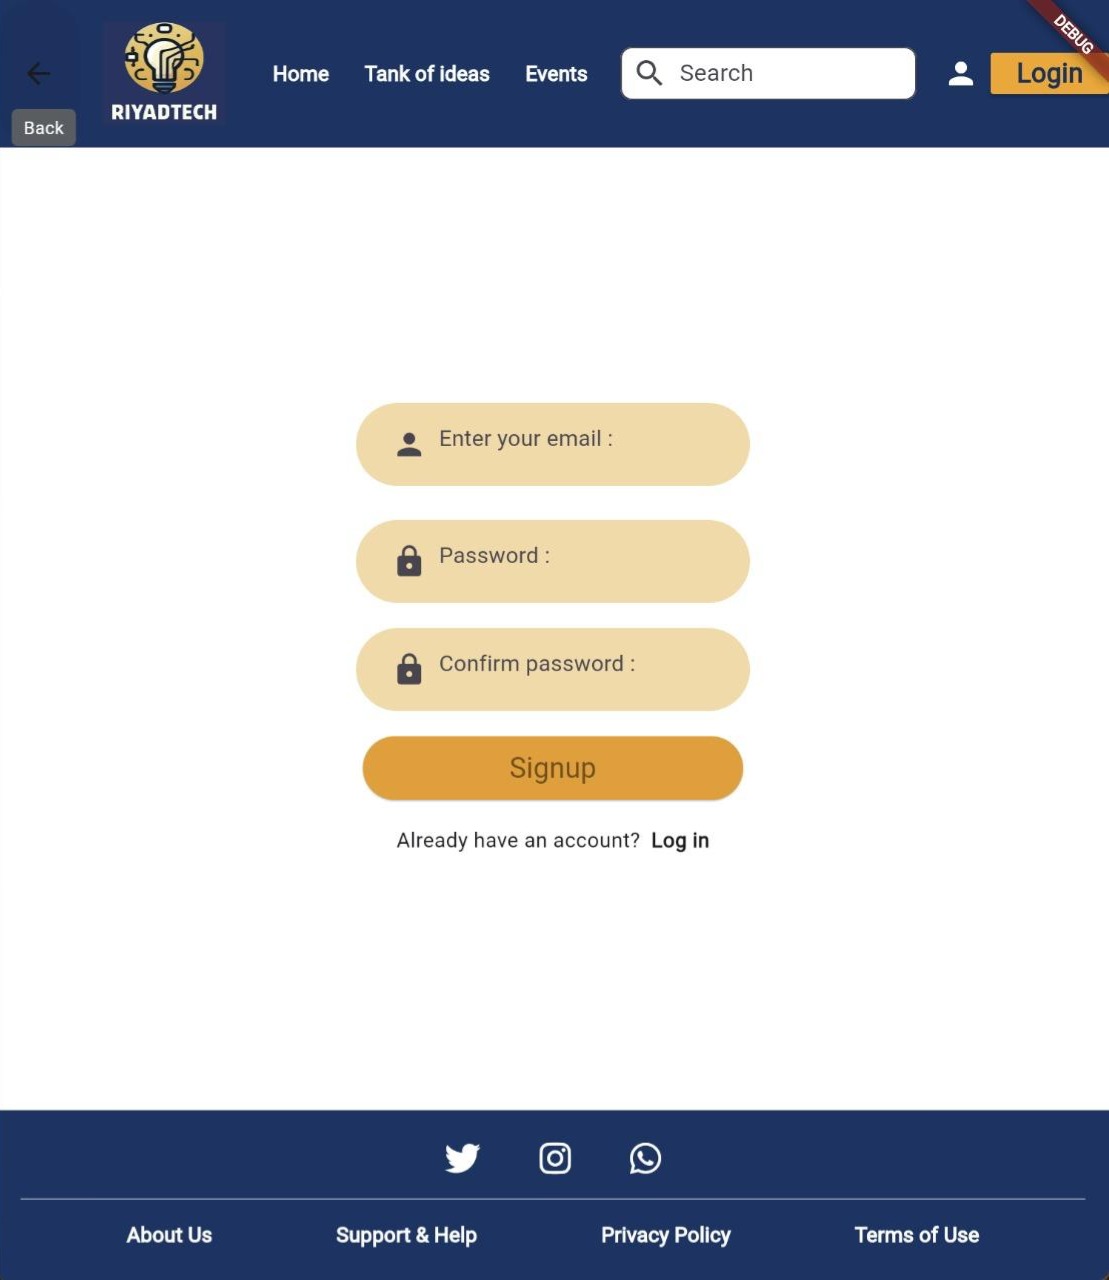 DEBUG
RIYADTECH
Home
Tank of ideas
Events
Search
Login
Back
Enter your email :
Password :
Confirm password :
Signup
Already have an account? Log in
About Us
Support & Help
Privacy Policy
Terms of Use